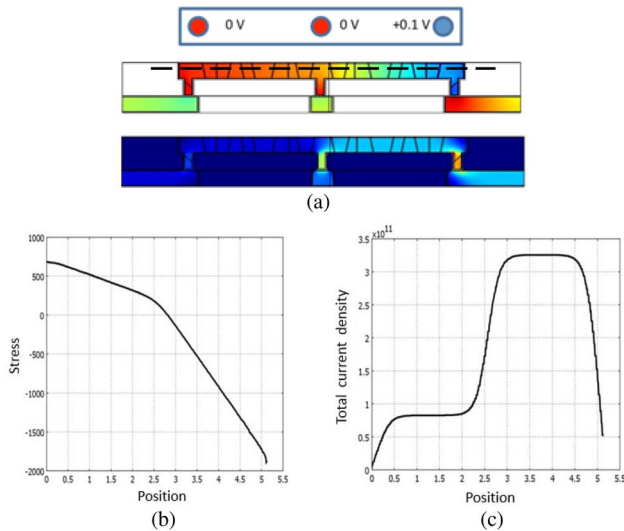 0 V 0 V +0.1 V
(a)
1000
500
0
-500
-1000
-1500
-2000
Stress
0 0.5 1 1.5 2 2.5 3 3.5 4 4.5 5 5.5
Position
(b)
x10¹¹
3.5
3
2.5
2
1.5
1
0.5
0
Total current density
0 0.5 1 1.5 2 2.5 3 3.5 4 4.5 5 5.5
Position
(c)